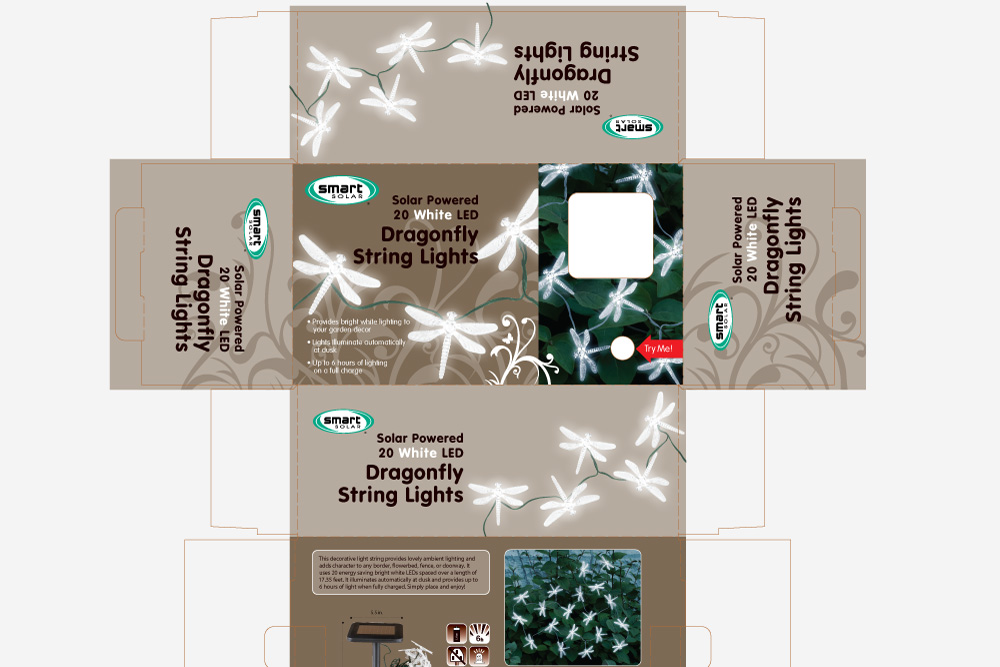 Solar Powered
20 White LED
Dragonfly
String Lights
smart
SOLAR
smart
SOLAR
Solar Powered
20 White LED
Dragonfly
String Lights
smart
SOLAR
Solar Powered
20 White LED
Dragonfly
String Lights
• Provides bright white lighting to
your garden decor
• Lights illuminate automatically
at dusk
• Up to 6 hours of lighting
on a full charge
Try Me!
Solar Powered
20 White LED
Dragonfly
String Lights
smart
SOLAR
smart
SOLAR
Solar Powered
20 White LED
Dragonfly
String Lights
This decorative light string provides lovely ambient lighting and
adds character to any border, flowerbed, fence, or doorway. It
uses 20 energy saving bright white LEDs spaced over a length of
17.55 feet. It illuminates automatically at dusk and provides up to
6 hours of light when fully charged. Simply place and enjoy!
6h